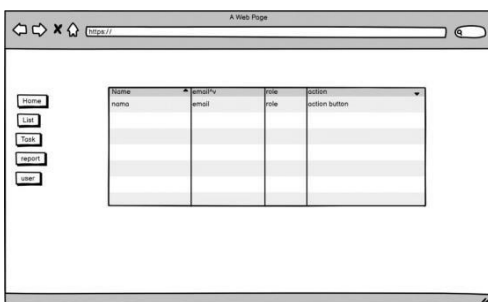 A Web Page
https://
Name email^v role action
nama email role action button
Home
List
Task
report
user